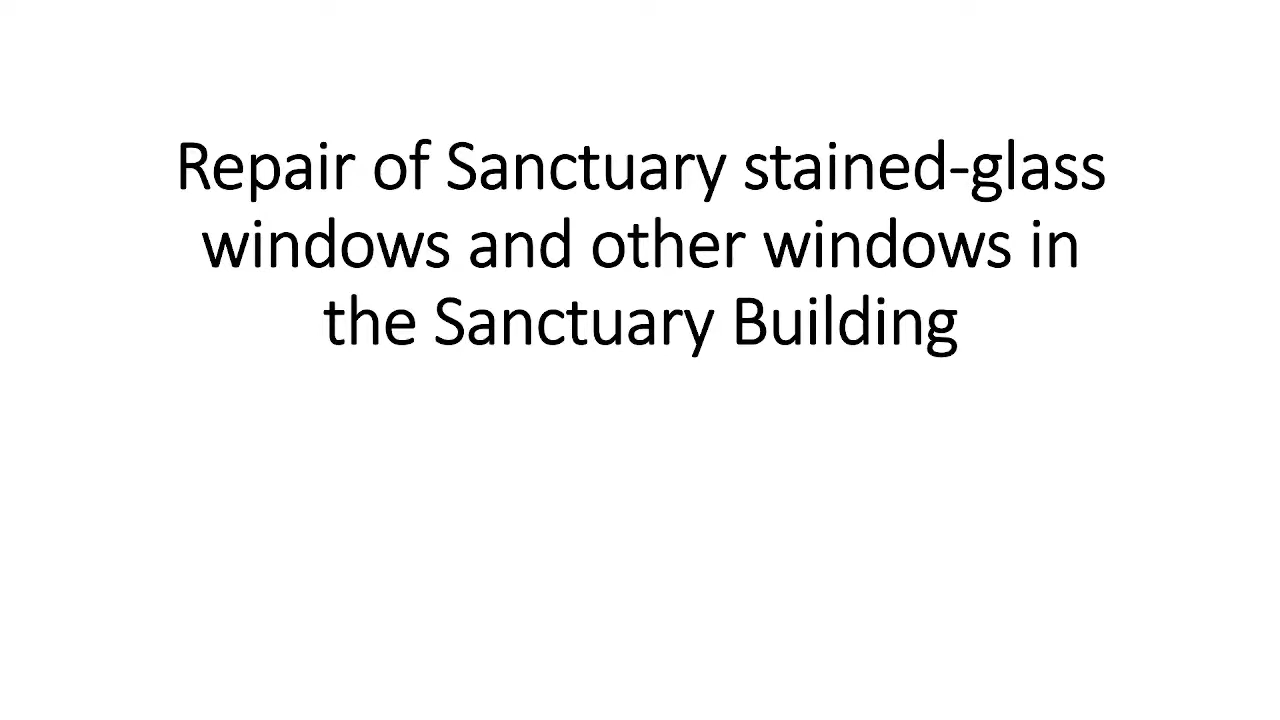 Repair of Sanctuary stained-glass
windows and other windows in
the Sanctuary Building